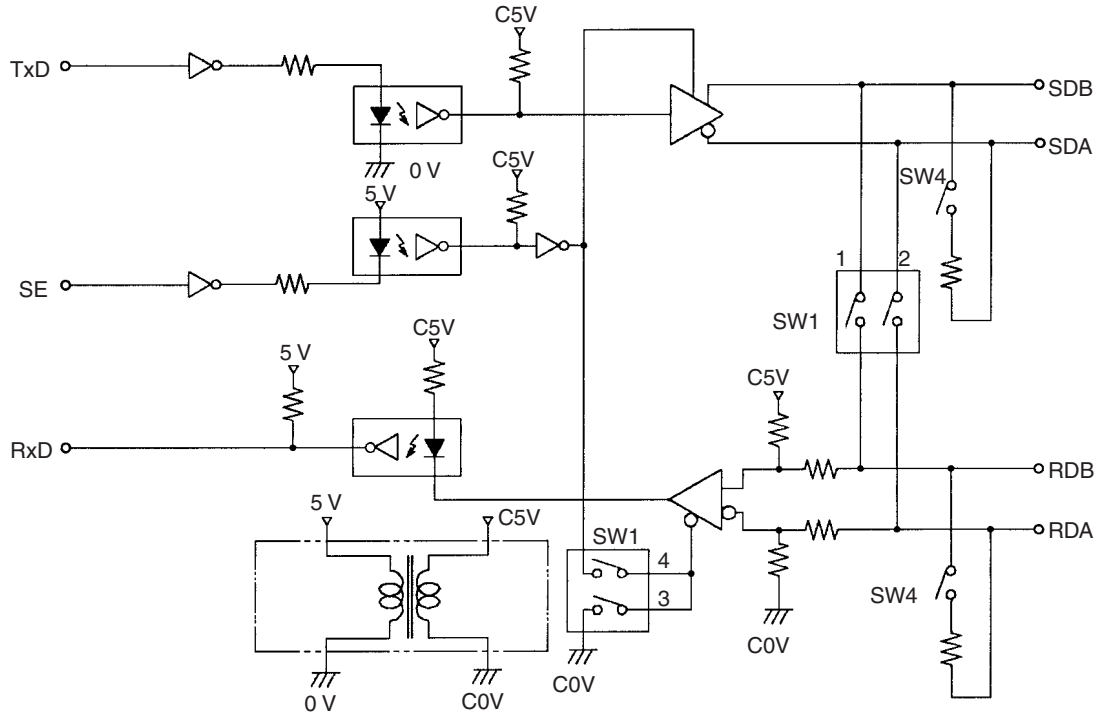 C5V
TxD
SDB
SDA
0 V
C5V
SW4
5 V
1 2
SE
SW1
C5V
5 V
C5V
RxD
RDB
5 V
C5V
SW1
RDA
4
3
SW4
C0V
0 V
C0V
C0V